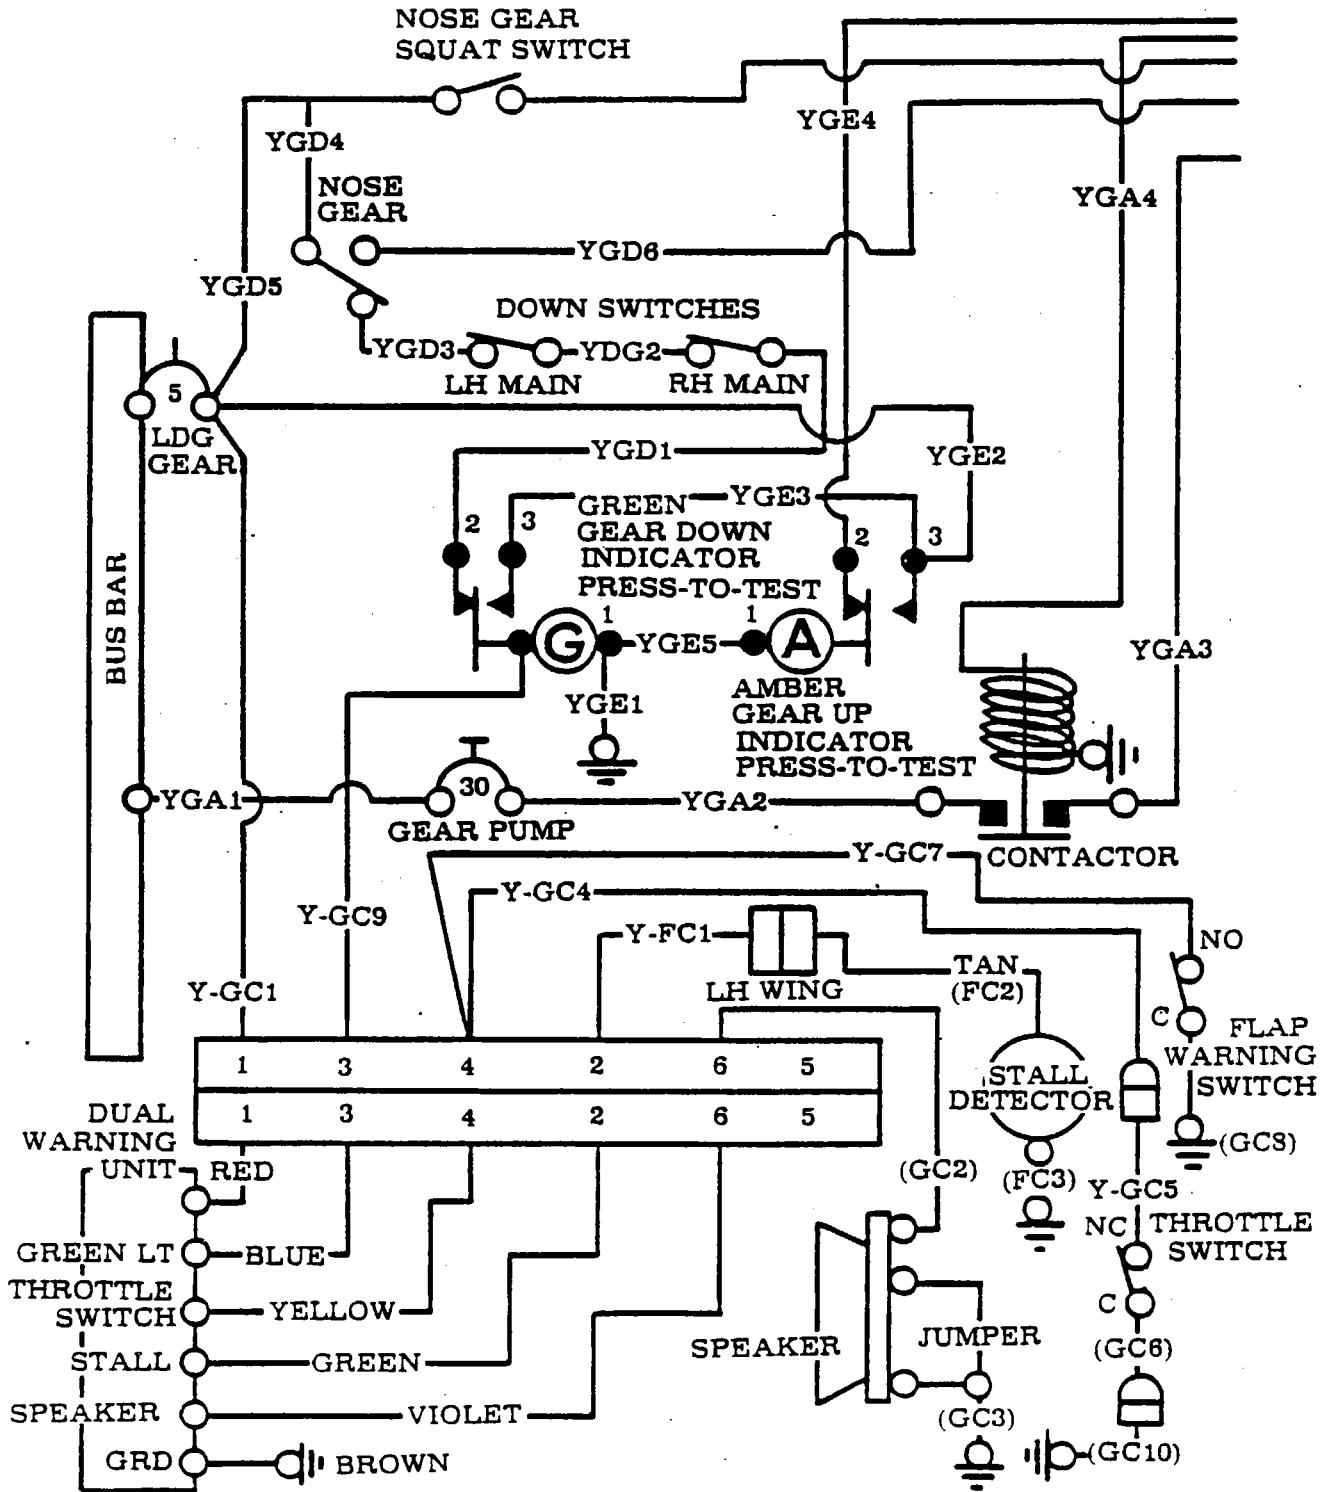 NOSE GEAR
SQUAT SWITCH
YGE4
YGD4
NOSE
GEAR
YGA4
YGD6
YGD5
DOWN SWITCHES
YGD3
YDG2
LH MAIN
RH MAIN
5
LDG
GEAR
YGD1
YGE2
YGE3
GREEN
GEAR DOWN
INDICATOR
PRESS-TO-TEST
2
3
2
3
BUS BAR
1
1
G
YGE5
A
YGA3
YGE1
AMBER
GEAR UP
INDICATOR
PRESS-TO-TEST
YGA1
30
YGA2
GEAR PUMP
Y-GC7
CONTACTOR
Y-GC4
Y-GC9
Y-FC1
NO
TAN
(FC2)
LH WING
Y-GC1
C
FLAP
WARNING
SWITCH
1 3 4 2 6 5
STALL
DETECTOR
1 3 4 2 6 5
DUAL
WARNING
UNIT
RED
(GC8)
(GC2)
(FC3)
Y-GC5
NC
THROTTLE
SWITCH
GREEN LT
BLUE
THROTTLE
SWITCH
YELLOW
C
SPEAKER
JUMPER
(GC6)
STALL
GREEN
SPEAKER
VIOLET
(GC3)
(GC10)
GRD
BROWN